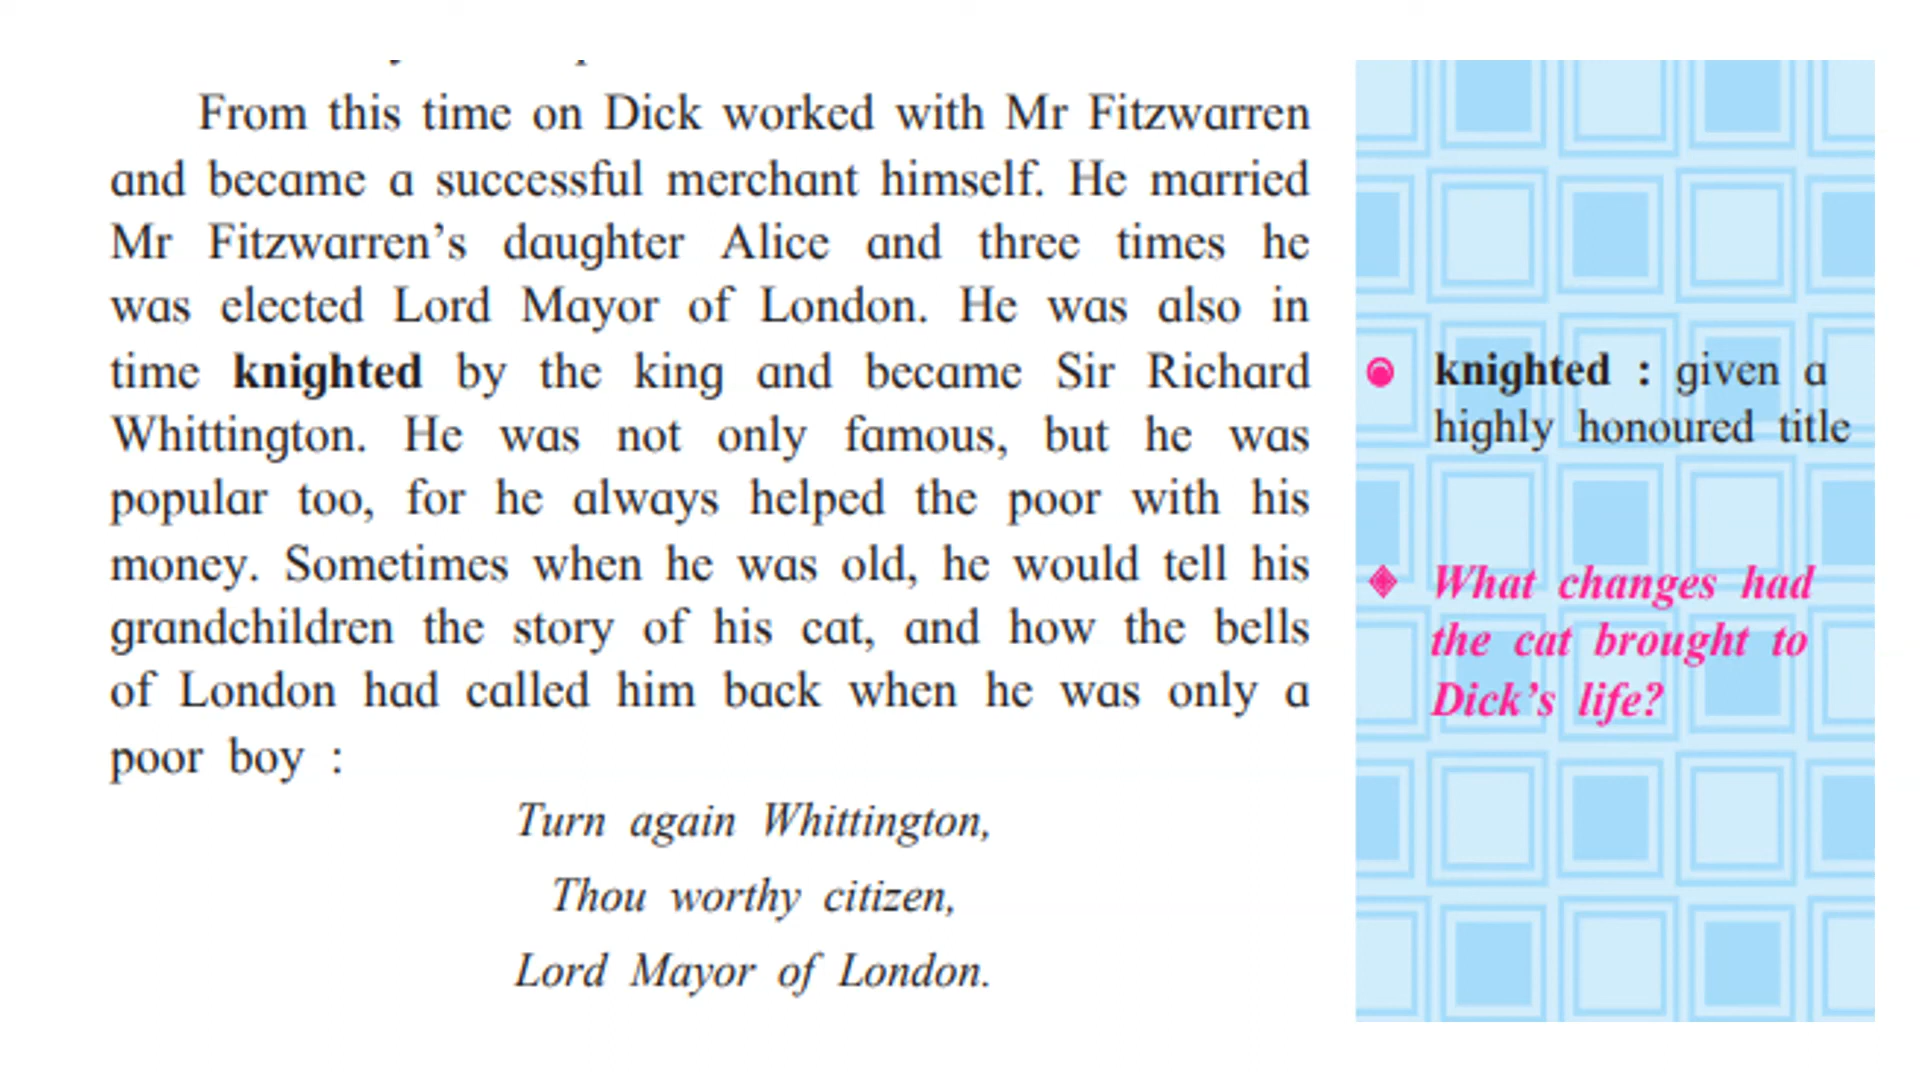 From this time on Dick worked with Mr Fitzwarren
and became a successful merchant himself. He married
Mr Fitzwarren’s daughter Alice and three times he
was elected Lord Mayor of London. He was also in
time knighted by the king and became Sir Richard
Whittington. He was not only famous, but he was
popular too, for he always helped the poor with his
money. Sometimes when he was old, he would tell his
grandchildren the story of his cat, and how the bells
of London had called him back when he was only a
poor boy :
Turn again Whittington,
Thou worthy citizen,
Lord Mayor of London.
knighted : given a
highly honoured title
What changes had
the cat brought to
Dick’s life?